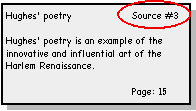 Hughes' poetry Source #3
Hughes' poetry is an example of the
innovative and influential art of the
Harlem Renaissance.
Page: 15